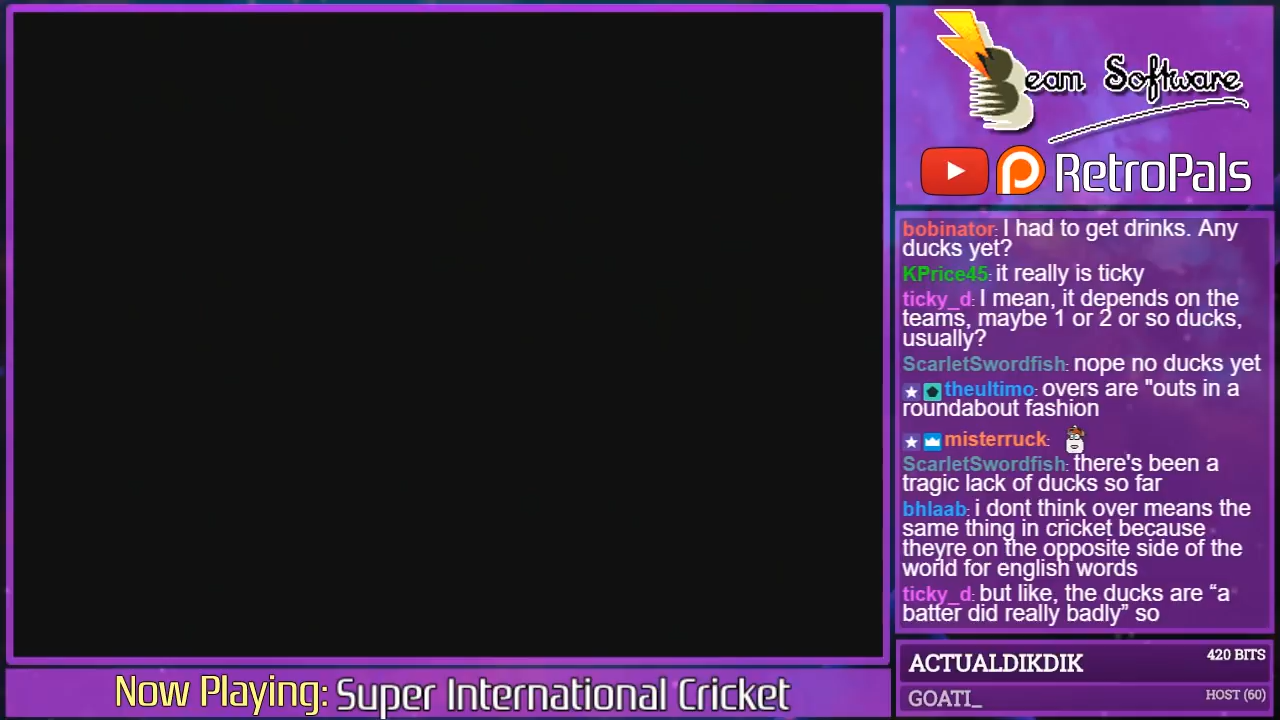 Beam Software
RetroPals
bobinator: I had to get drinks. Any
ducks yet?
KPrice45: it really is ticky
ticky_d: I mean, it depends on the
teams, maybe 1 or 2 or so ducks,
usually?
ScarletSwordfish: nope no ducks yet
theultimo: overs are "outs in a
roundabout fashion
misterruck:
ScarletSwordfish: there's been a
tragic lack of ducks so far
bhlaab: i dont think over means the
same thing in cricket because
theyre on the opposite side of the
world for english words
ticky_d: but like, the ducks are “a
batter did really badly” so
ACTUALDIKDIK 420 BITS
GOATI_ HOST (60)
Now Playing: Super International Cricket